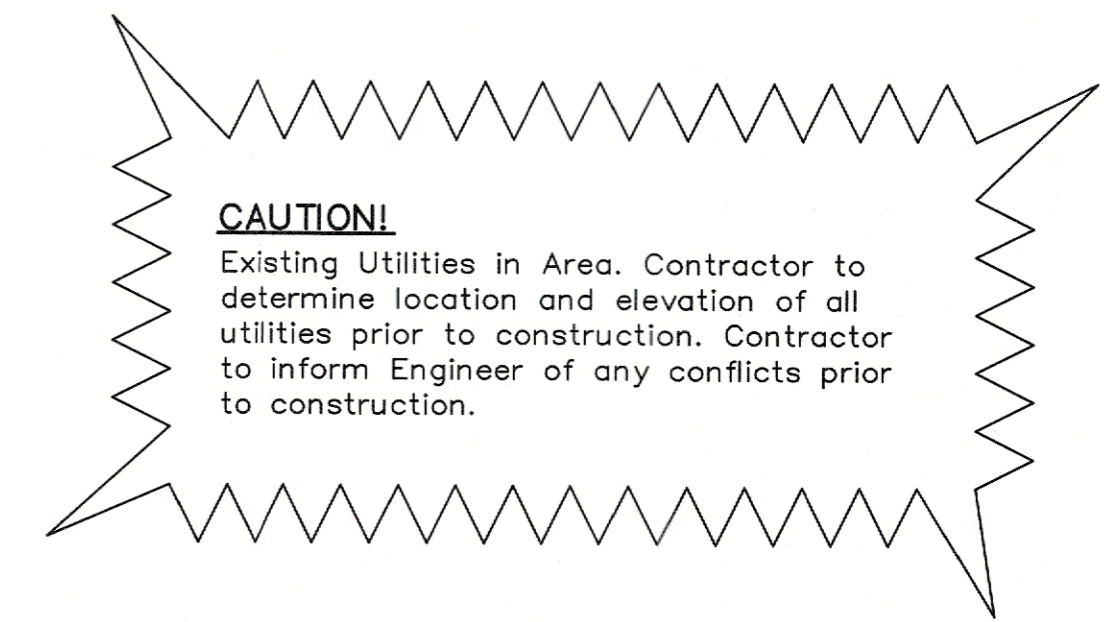 CAUTION!
Existing Utilities in Area. Contractor to
determine location and elevation of all
utilities prior to construction. Contractor
to inform Engineer of any conflicts prior
to construction.